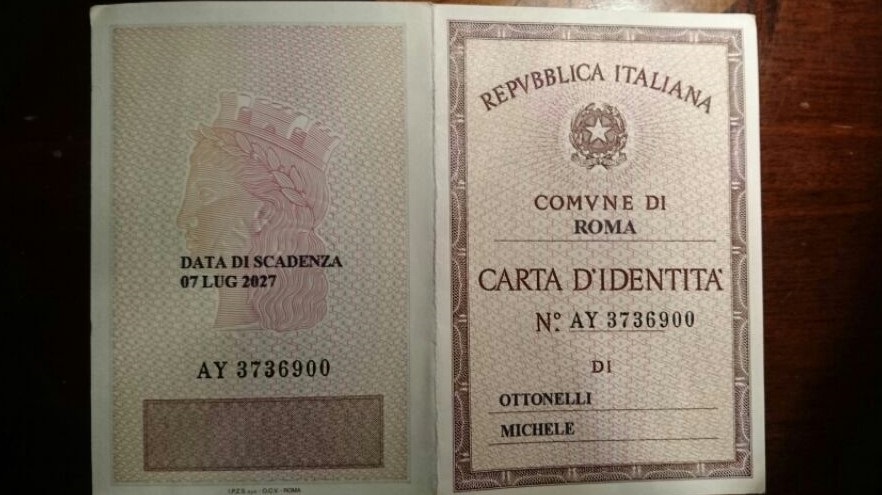 DATA DI SCADENZA
07 LUG 2027
AY 3736900
I.P.Z.S. S.p.A. - O.C.V. - ROMA
REPVBBLICA ITALIANA
COMVNE DI
ROMA
CARTA D'IDENTITA'
N.º AY 3736900
DI
OTTONELLI
MICHELE